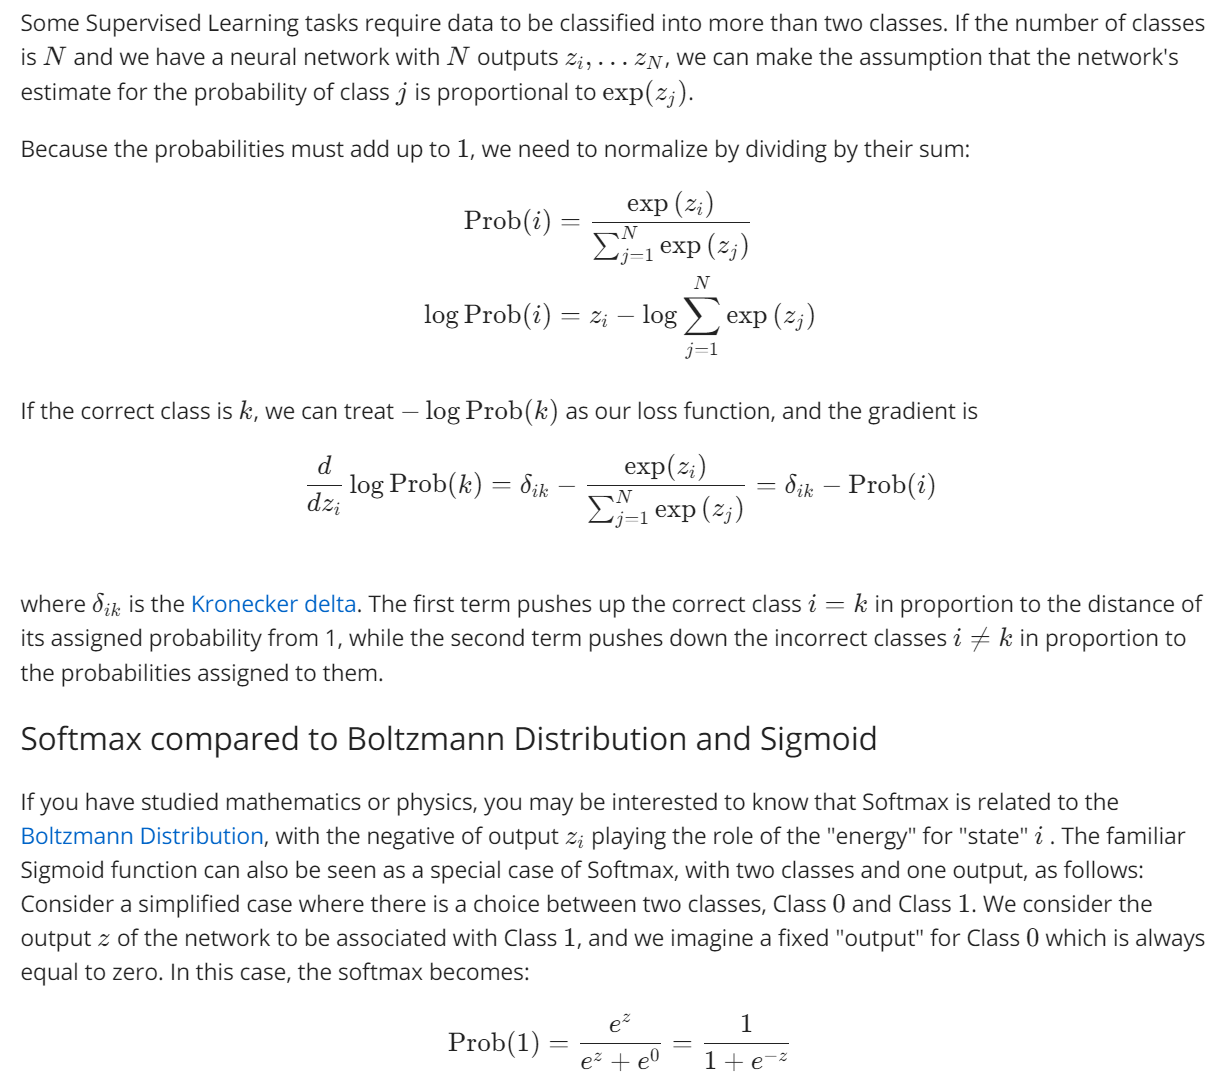 Some Supervised Learning tasks require data to be classified into more than two classes. If the number of classes
is N and we have a neural network with N outputs z_i, ... z_N, we can make the assumption that the network's
estimate for the probability of class j is proportional to exp(z_j).
Because the probabilities must add up to 1, we need to normalize by dividing by their sum:
Prob(i) = \frac{exp (z_i)}{\sum_{j=1}^{N} exp (z_j)}
log Prob(i) = z_i − log \sum_{j=1}^{N} exp (z_j)
If the correct class is k, we can treat − log Prob(k) as our loss function, and the gradient is
\frac{d}{dz_i} log Prob(k) = δ_{ik} − \frac{exp(z_i)}{\sum_{j=1}^{N} exp (z_j)} = δ_{ik} − Prob(i)
where δ_{ik} is the Kronecker delta. The first term pushes up the correct class i = k in proportion to the distance of
its assigned probability from 1, while the second term pushes down the incorrect classes i ≠ k in proportion to
the probabilities assigned to them.
Softmax compared to Boltzmann Distribution and Sigmoid
If you have studied mathematics or physics, you may be interested to know that Softmax is related to the
Boltzmann Distribution, with the negative of output z_i playing the role of the "energy" for "state" i . The familiar
Sigmoid function can also be seen as a special case of Softmax, with two classes and one output, as follows:
Consider a simplified case where there is a choice between two classes, Class 0 and Class 1. We consider the
output z of the network to be associated with Class 1, and we imagine a fixed "output" for Class 0 which is always
equal to zero. In this case, the softmax becomes:
Prob(1) = \frac{e^z}{e^z + e^0} = \frac{1}{1 + e^{−z}}